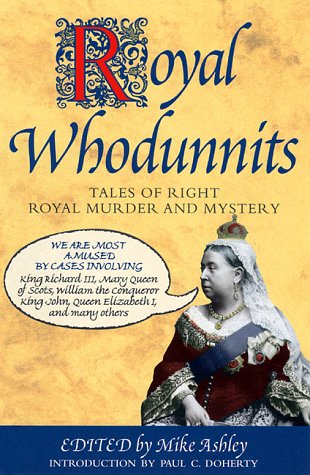 Royal
Whodunnits
TALES OF RIGHT
ROYAL MURDER AND MYSTERY
WE ARE MOST
AMUSED
BY CASES INVOLVING
King Richard III, Mary Queen
of Scots, William the Conqueror
King John, Queen Elizabeth I,
and many others
EDITED by Mike Ashley
INTRODUCTION BY PAUL C. DOHERTY